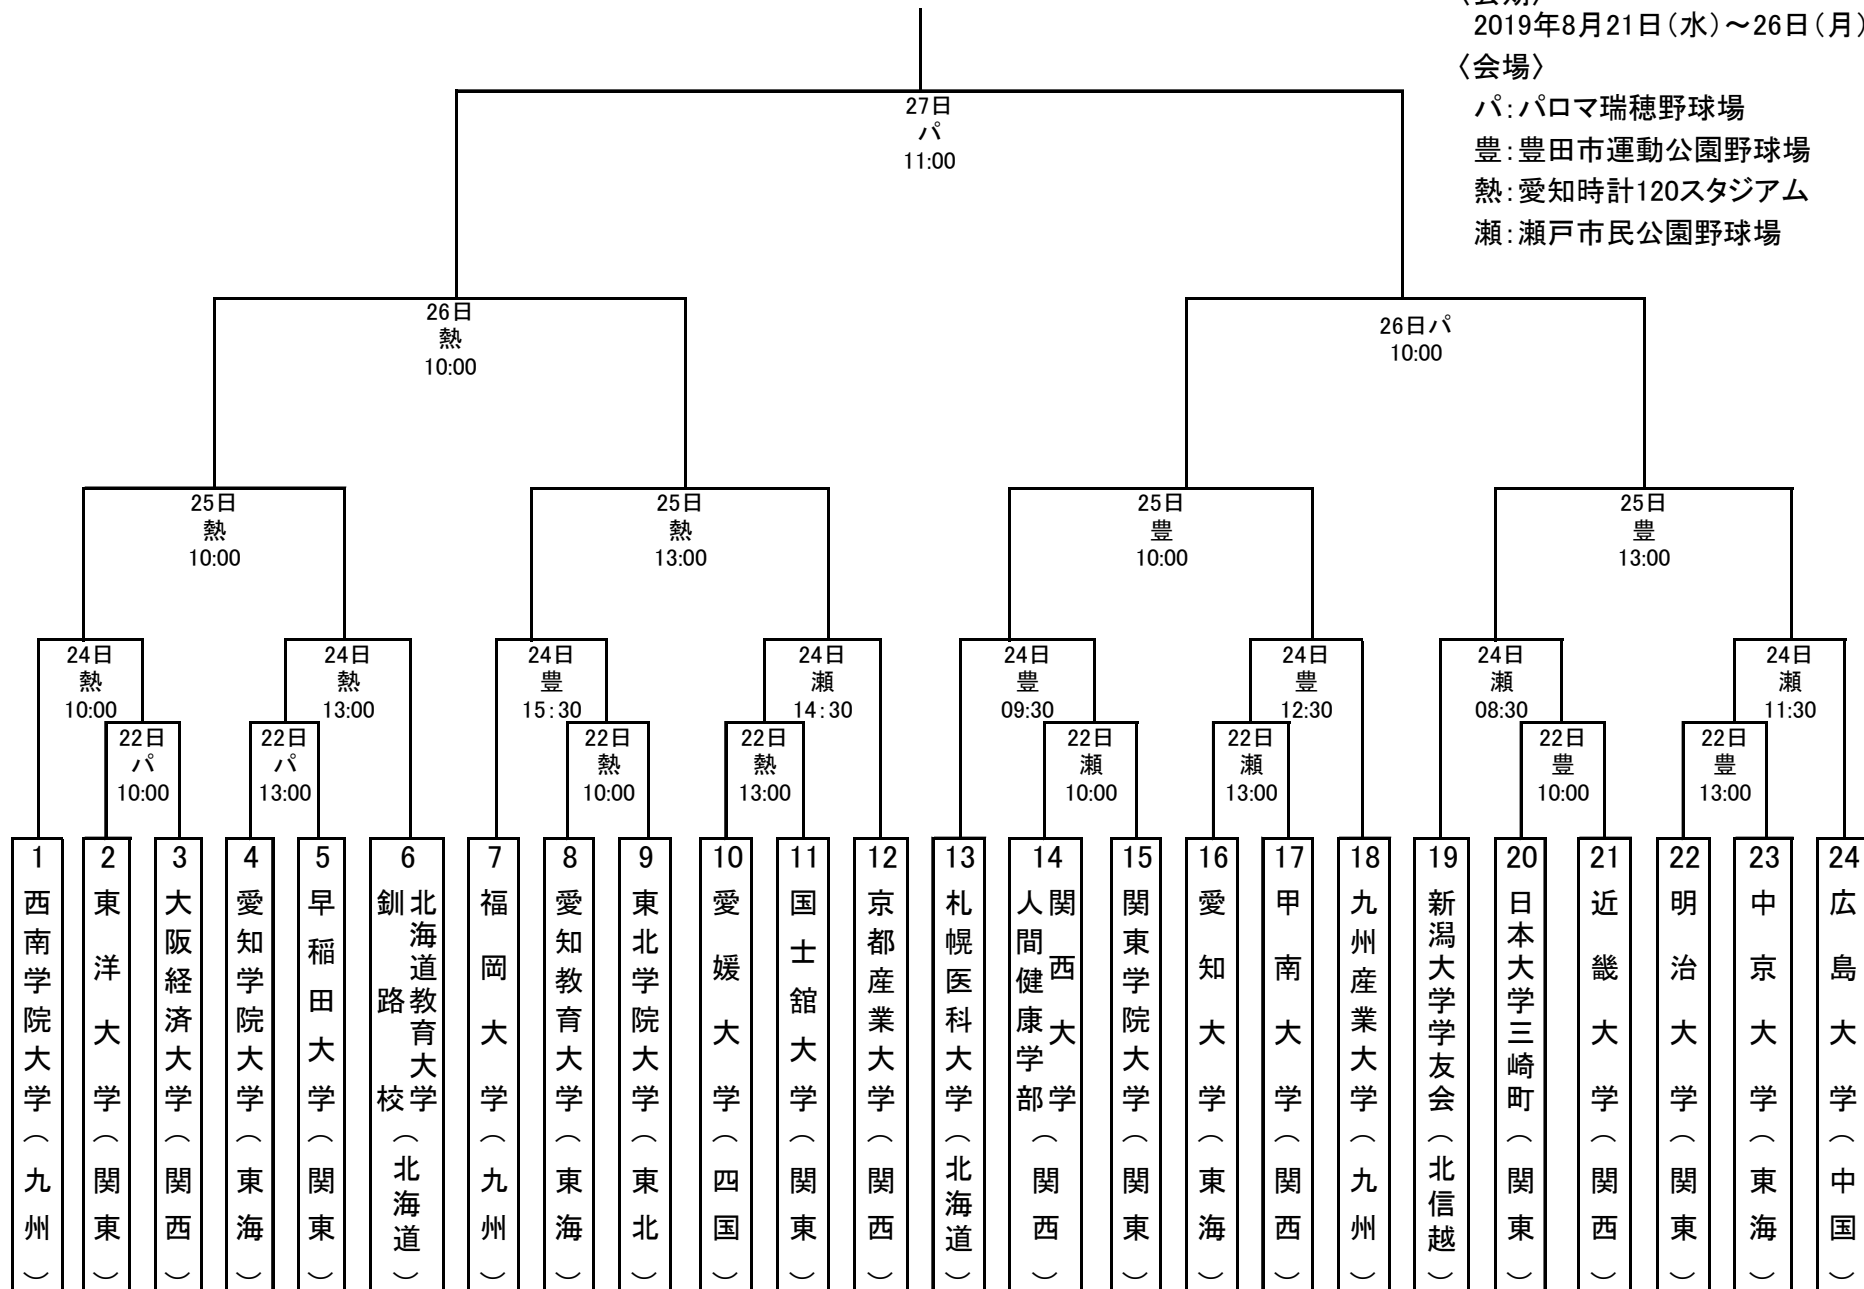 2019年8月21日（水）～26日（月）
〈会場〉
パ：パロマ瑞穂野球場
豊：豊田市運動公園野球場
熱：愛知時計120スタジアム
瀬：瀬戸市民公園野球場
27日
パ
11:00
26日
熱
10:00
26日パ
10:00
25日
熱
10:00
25日
熱
13:00
25日
豊
10:00
25日
豊
13:00
24日
熱
10:00
24日
熱
13:00
24日
豊
15：30
24日
瀬
14：30
24日
豊
09:30
24日
豊
12:30
24日
瀬
08:30
24日
瀬
11:30
22日
パ
10:00
22日
パ
13:00
22日
熱
10:00
22日
熱
13:00
22日
瀬
10:00
22日
瀬
13:00
22日
豊
10:00
22日
豊
13:00
1
西南学院大学（九州）
2
東洋大学（関東）
3
大阪経済大学（関西）
4
愛知学院大学（東海）
5
早稲田大学（関東）
6
北海道教育大学
釧路校
（北海道）
7
福岡大学（九州）
8
愛知教育大学（東海）
9
東北学院大学（東北）
10
愛媛大学（四国）
11
国士舘大学（関東）
12
京都産業大学（関西）
13
札幌医科大学（北海道）
14
関西大学
人間健康学部
（関西）
15
関東学院大学（関東）
16
愛知大学（東海）
17
甲南大学（関西）
18
九州産業大学（九州）
19
新潟大学学友会（北信越）
20
日本大学三崎町（関東）
21
近畿大学（関西）
22
明治大学（関東）
23
中京大学（東海）
24
広島大学（中国）